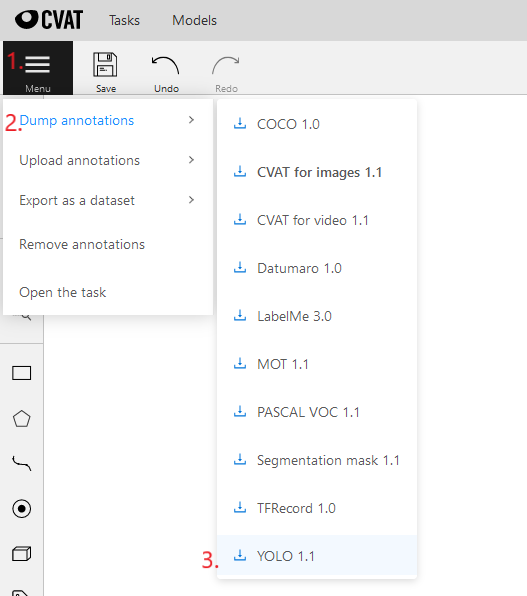 CVAT Tasks Models
1.
Menu Save Undo Redo
2. Dump annotations
Upload annotations
Export as a dataset
Remove annotations
Open the task
COCO 1.0
CVAT for images 1.1
CVAT for video 1.1
Datumaro 1.0
LabelMe 3.0
MOT 1.1
PASCAL VOC 1.1
Segmentation mask 1.1
TFRecord 1.0
3. YOLO 1.1